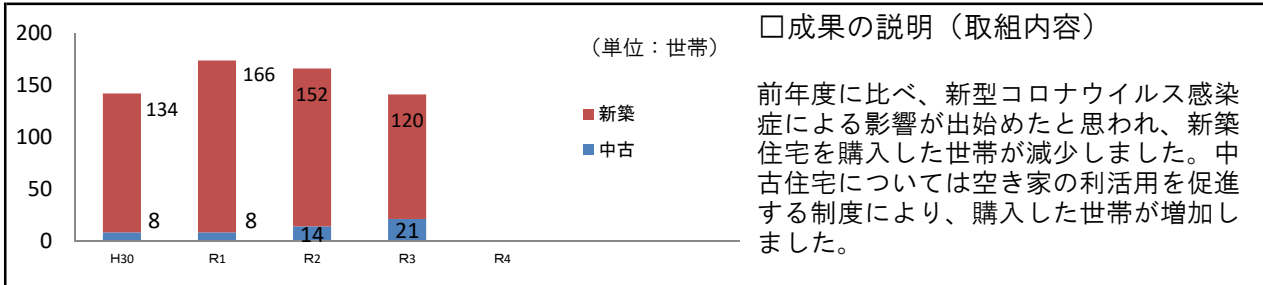 200
150
100
50
0
134
8
166
8
152
14
120
21
H30
R1
R2
R3
R4
（単位：世帯）
新築
中古
□成果の説明（取組内容）
前年度に比べ、新型コロナウイルス感染
症による影響が出始めたと思われ、新築
住宅を購入した世帯が減少しました。中
古住宅については空き家の利活用を促進
する制度により、購入した世帯が増加し
ました。